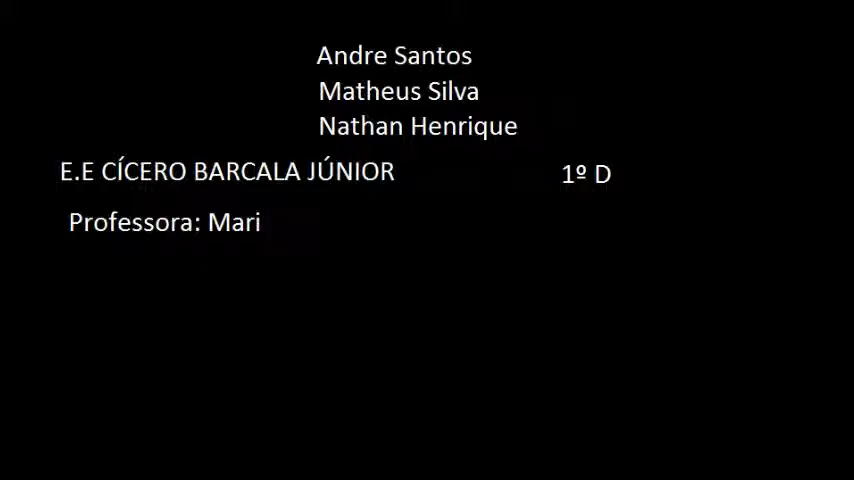 Andre Santos
Matheus Silva
Nathan Henrique
E.E CÍCERO BARCALA JÚNIOR 1º D
Professora: Mari